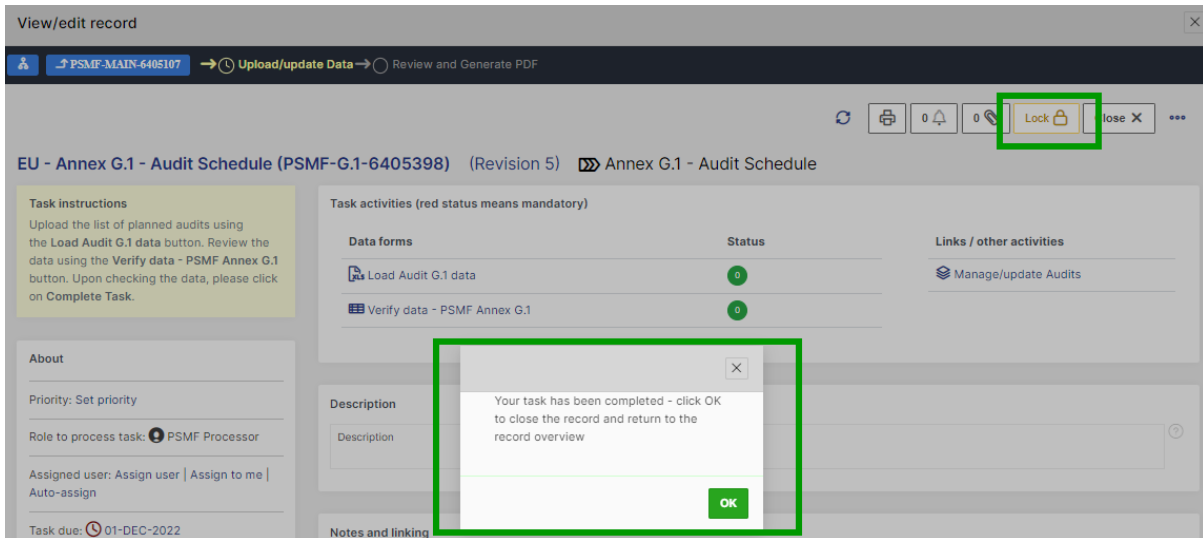 View/edit record
PSMF-MAIN-6405107 Upload/update Data Review and Generate PDF
0 0 Lock Close
EU - Annex G.1 - Audit Schedule (PSMF-G.1-6405398) (Revision 5) Annex G.1 - Audit Schedule
Task instructions
Upload the list of planned audits using
the Load Audit G.1 data button. Review the
data using the Verify data - PSMF Annex G.1
button. Upon checking the data, please click
on Complete Task.
Task activities (red status means mandatory)
Data forms Status Links / other activities
XLS Load Audit G.1 data 0 Manage/update Audits
Verify data - PSMF Annex G.1 0
About
Priority: Set priority
Role to process task: PSMF Processor
Assigned user: Assign user | Assign to me |
Auto-assign
Task due: 01-DEC-2022
Description
Description
Notes and linking
Your task has been completed - click OK
to close the record and return to the
record overview
OK